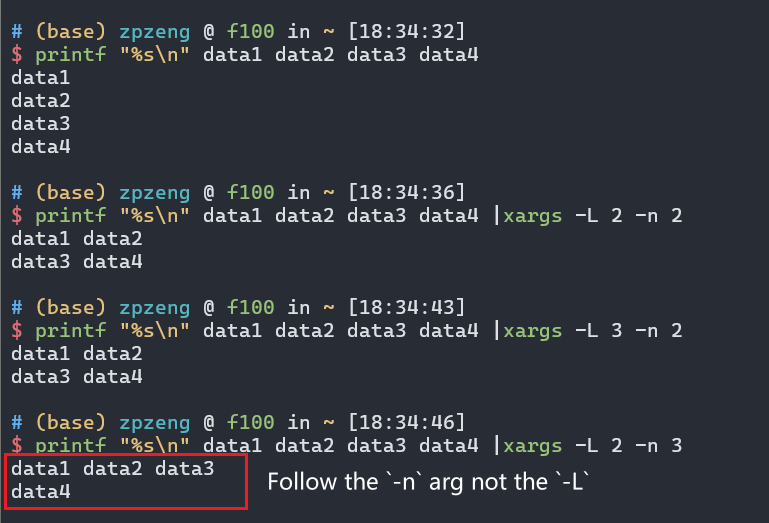 # (base) zpzeng @ f100 in ~ [18:34:32]
$ printf "%s\n" data1 data2 data3 data4
data1
data2
data3
data4
# (base) zpzeng @ f100 in ~ [18:34:36]
$ printf "%s\n" data1 data2 data3 data4 |xargs -L 2 -n 2
data1 data2
data3 data4
# (base) zpzeng @ f100 in ~ [18:34:43]
$ printf "%s\n" data1 data2 data3 data4 |xargs -L 3 -n 2
data1 data2
data3 data4
# (base) zpzeng @ f100 in ~ [18:34:46]
$ printf "%s\n" data1 data2 data3 data4 |xargs -L 2 -n 3
data1 data2 data3
data4
Follow the `-n` arg not the `-L`